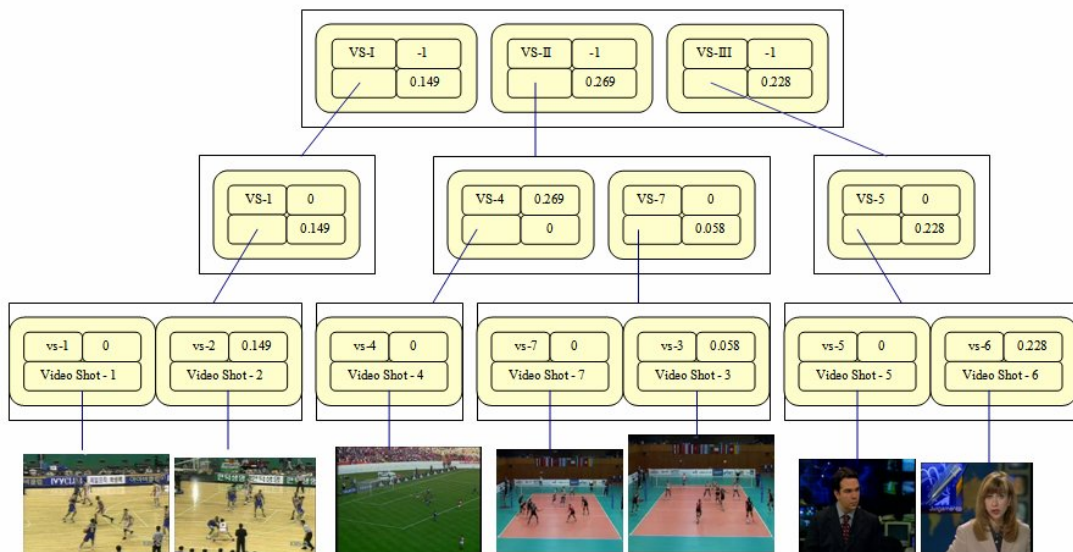 VS-I -1
0.149
VS-II -1
0.269
VS-III -1
0.228
VS-1 0
0.149
VS-4 0.269
0
VS-7 0
0.058
VS-5 0
0.228
vs-1 0
Video Shot - 1
vs-2 0.149
Video Shot - 2
vs-4 0
Video Shot - 4
vs-7 0
Video Shot - 7
vs-3 0.058
Video Shot - 3
vs-5 0
Video Shot - 5
vs-6 0.228
Video Shot - 6